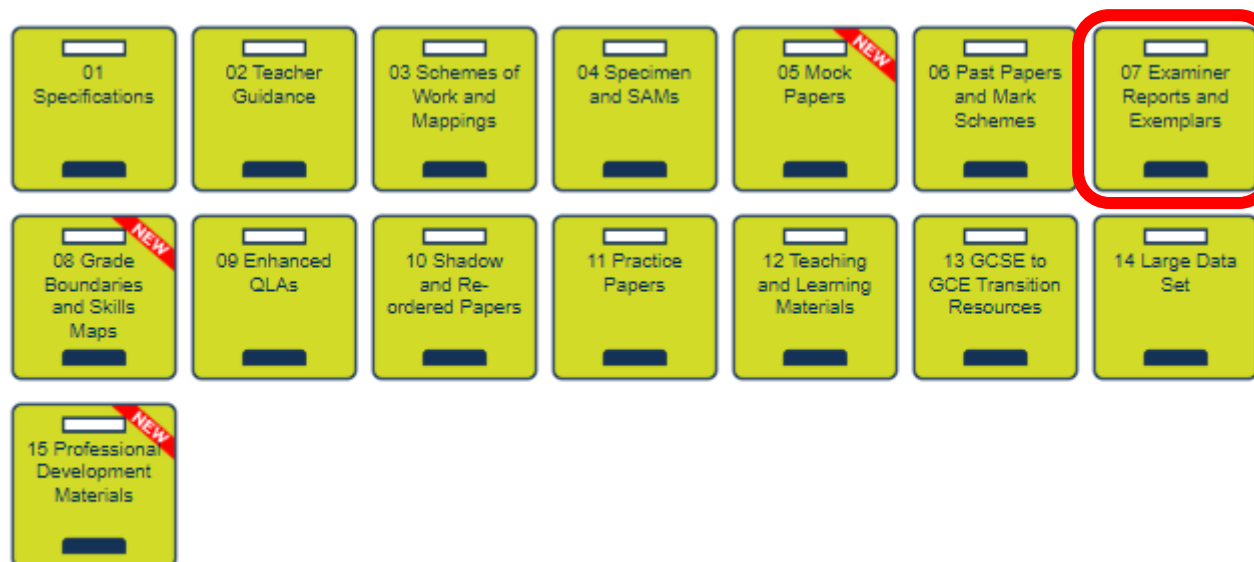 01
Specifications
02 Teacher
Guidance
03 Schemes of
Work and
Mappings
04 Specimen
and SAMs
NEW
05 Mock
Papers
06 Past Papers
and Mark
Schemes
07 Examiner
Reports and
Exemplars
NEW
08 Grade
Boundaries
and Skills
Maps
09 Enhanced
QLAs
10 Shadow
and Re-
ordered Papers
11 Practice
Papers
12 Teaching
and Learning
Materials
13 GCSE to
GCE Transition
Resources
14 Large Data
Set
NEW
15 Professional
Development
Materials